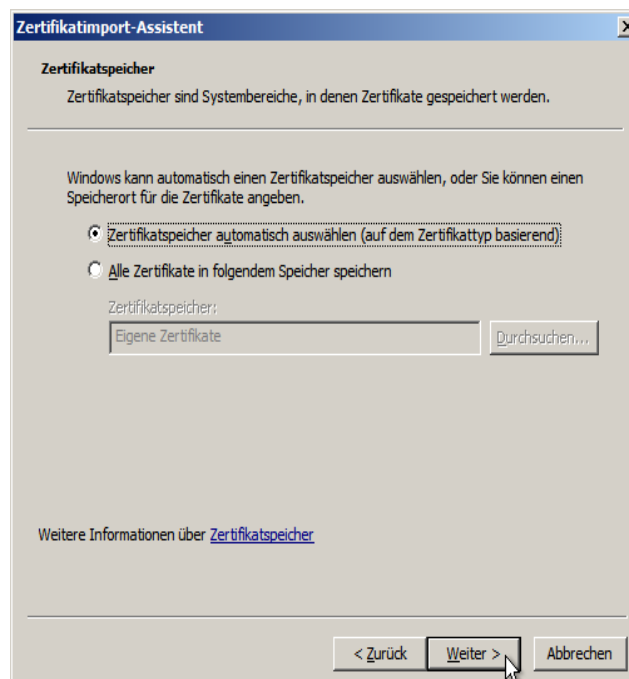 Zertifikatimport-Assistent
Zertifikatspeicher
Zertifikatspeicher sind Systembereiche, in denen Zertifikate gespeichert werden.
Windows kann automatisch einen Zertifikatspeicher auswählen, oder Sie können einen
Speicherort für die Zertifikate angeben.
Zertifikatspeicher automatisch auswählen (auf dem Zertifikattyp basierend)
Alle Zertifikate in folgendem Speicher speichern
Zertifikatspeicher:
Eigene Zertifikate
Durchsuchen...
Weitere Informationen über Zertifikatspeicher
< Zurück
Weiter >
Abbrechen